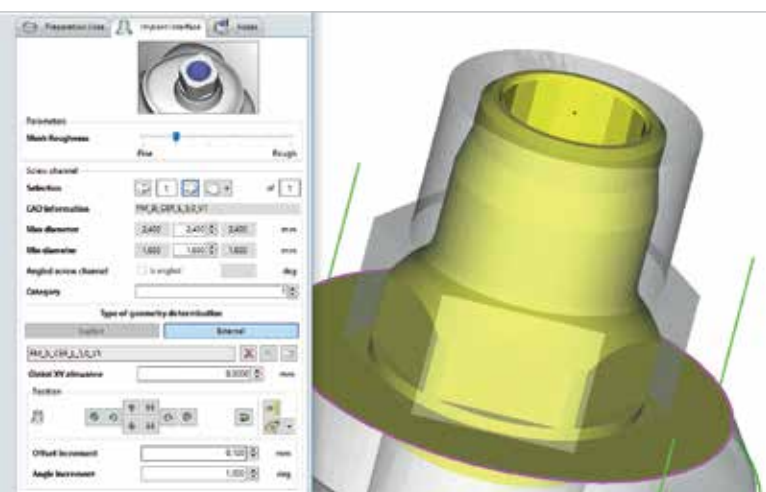 Preparation lines Implant interface Notes
Parameters
Mesh Roughness
Fine Rough
Screw channel
Selection 1 of 1
CAD information
Max diameter 2,400 2,400 2,400 mm
Min diameter 1,600 1,600 1,600 mm
Angled screw channel Is angled deg
Category 1
Type of geometry determination
Implicit External
Global XY allowance 0.0000 mm
Position
Offset increment 0.100 mm
Angle increment 1.000 deg